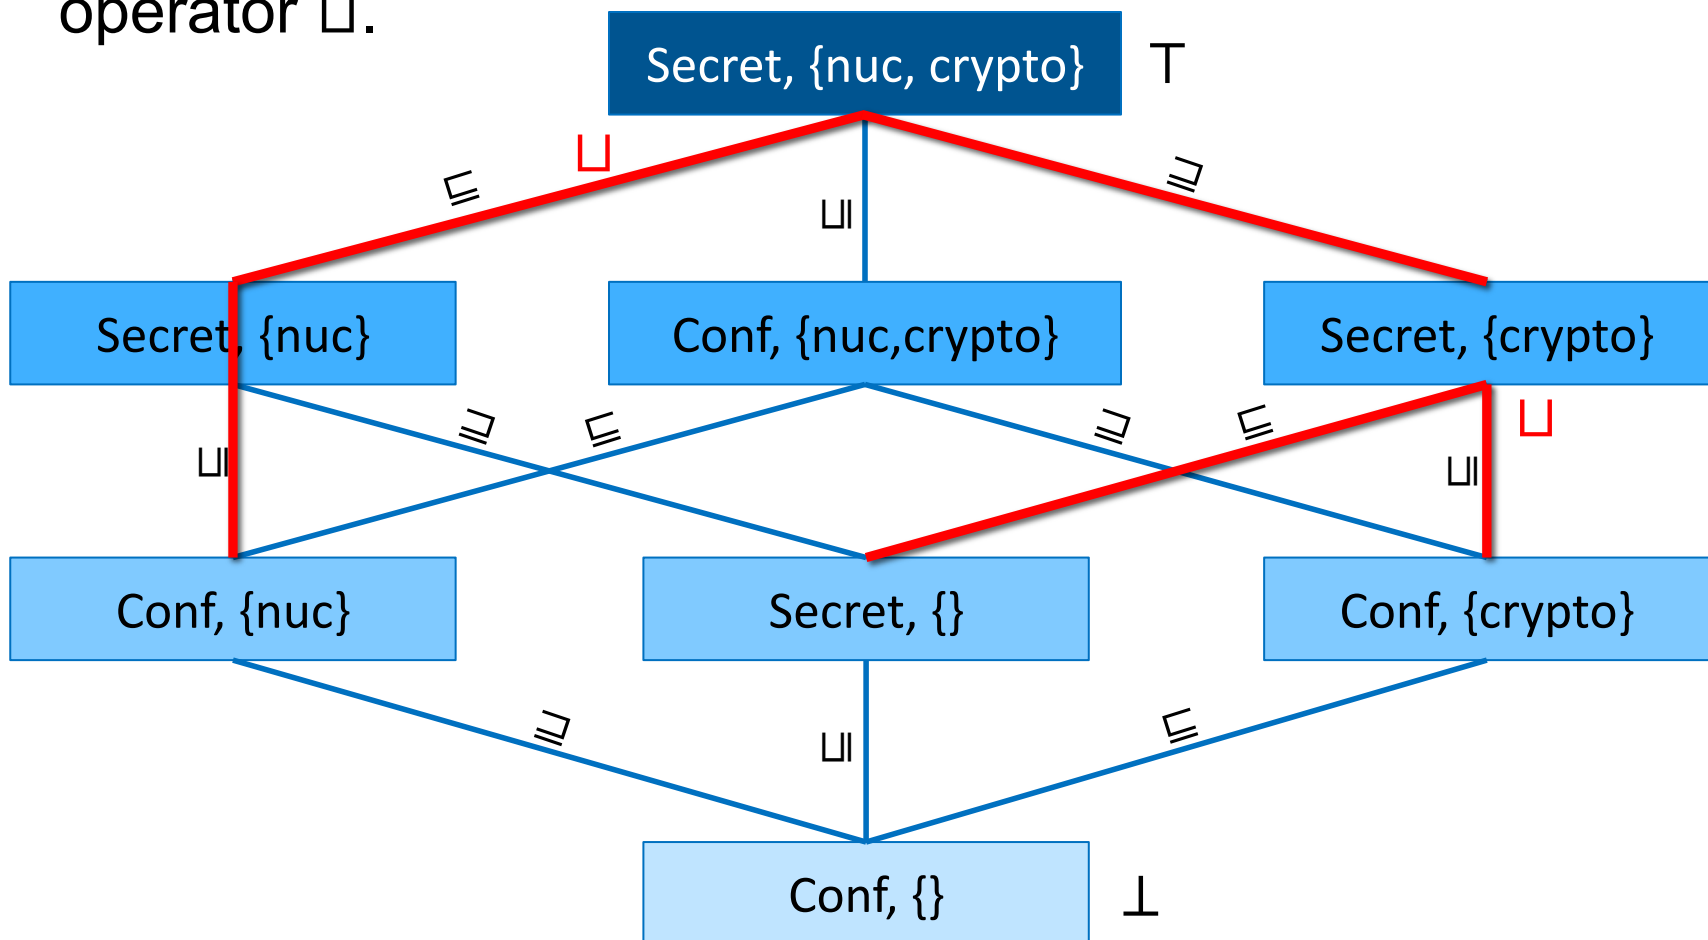 operator ⊔.
Secret, {nuc, crypto} ⊤
⊔
⊑ ⊒
⊑
Secret, {nuc} Conf, {nuc,crypto} Secret, {crypto}
⊒ ⊑ ⊒ ⊑ ⊔
⊑ ⊑
Conf, {nuc} Secret, {} Conf, {crypto}
⊒ ⊑ ⊑
Conf, {} ⊥